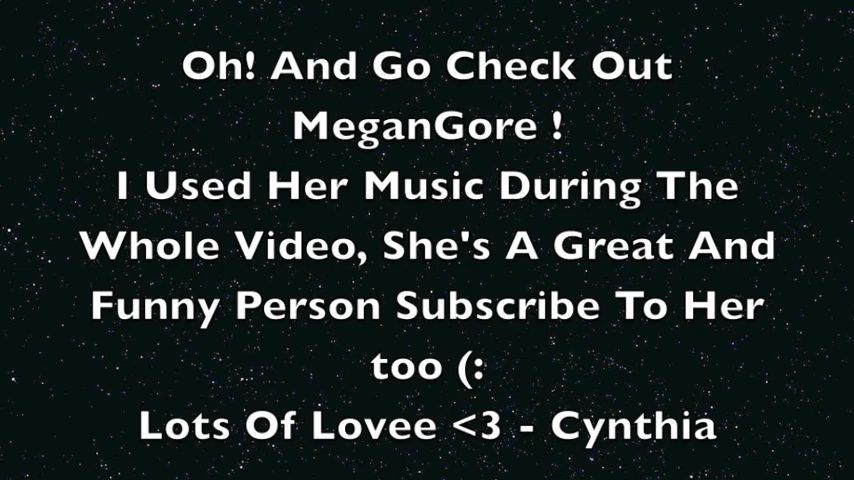 Oh! And Go Check Out
MeganGore !
I Used Her Music During The
Whole Video, She's A Great And
Funny Person Subscribe To Her
too (:
Lots Of Lovee <3 - Cynthia